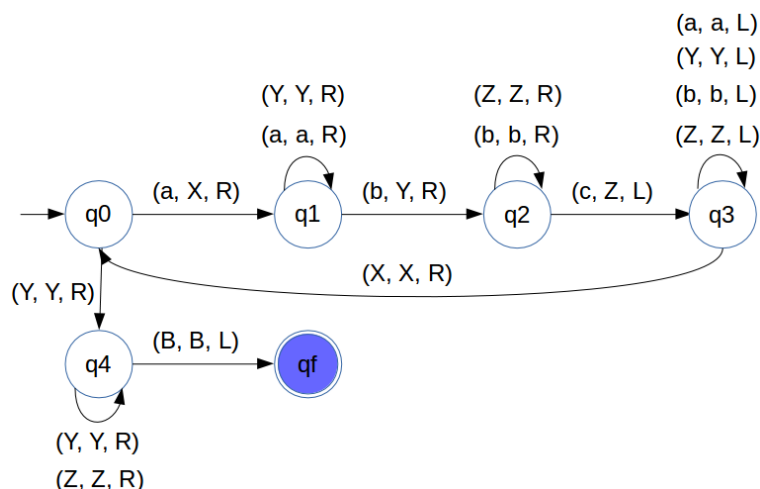 (a, a, L)
(Y, Y, L)
(Y, Y, R)
(Z, Z, R)
(b, b, L)
(a, a, R)
(b, b, R)
(Z, Z, L)
q0
(a, X, R)
q1
(b, Y, R)
q2
(c, Z, L)
q3
(X, X, R)
(Y, Y, R)
q4
(B, B, L)
qf
(Y, Y, R)
(Z, Z, R)